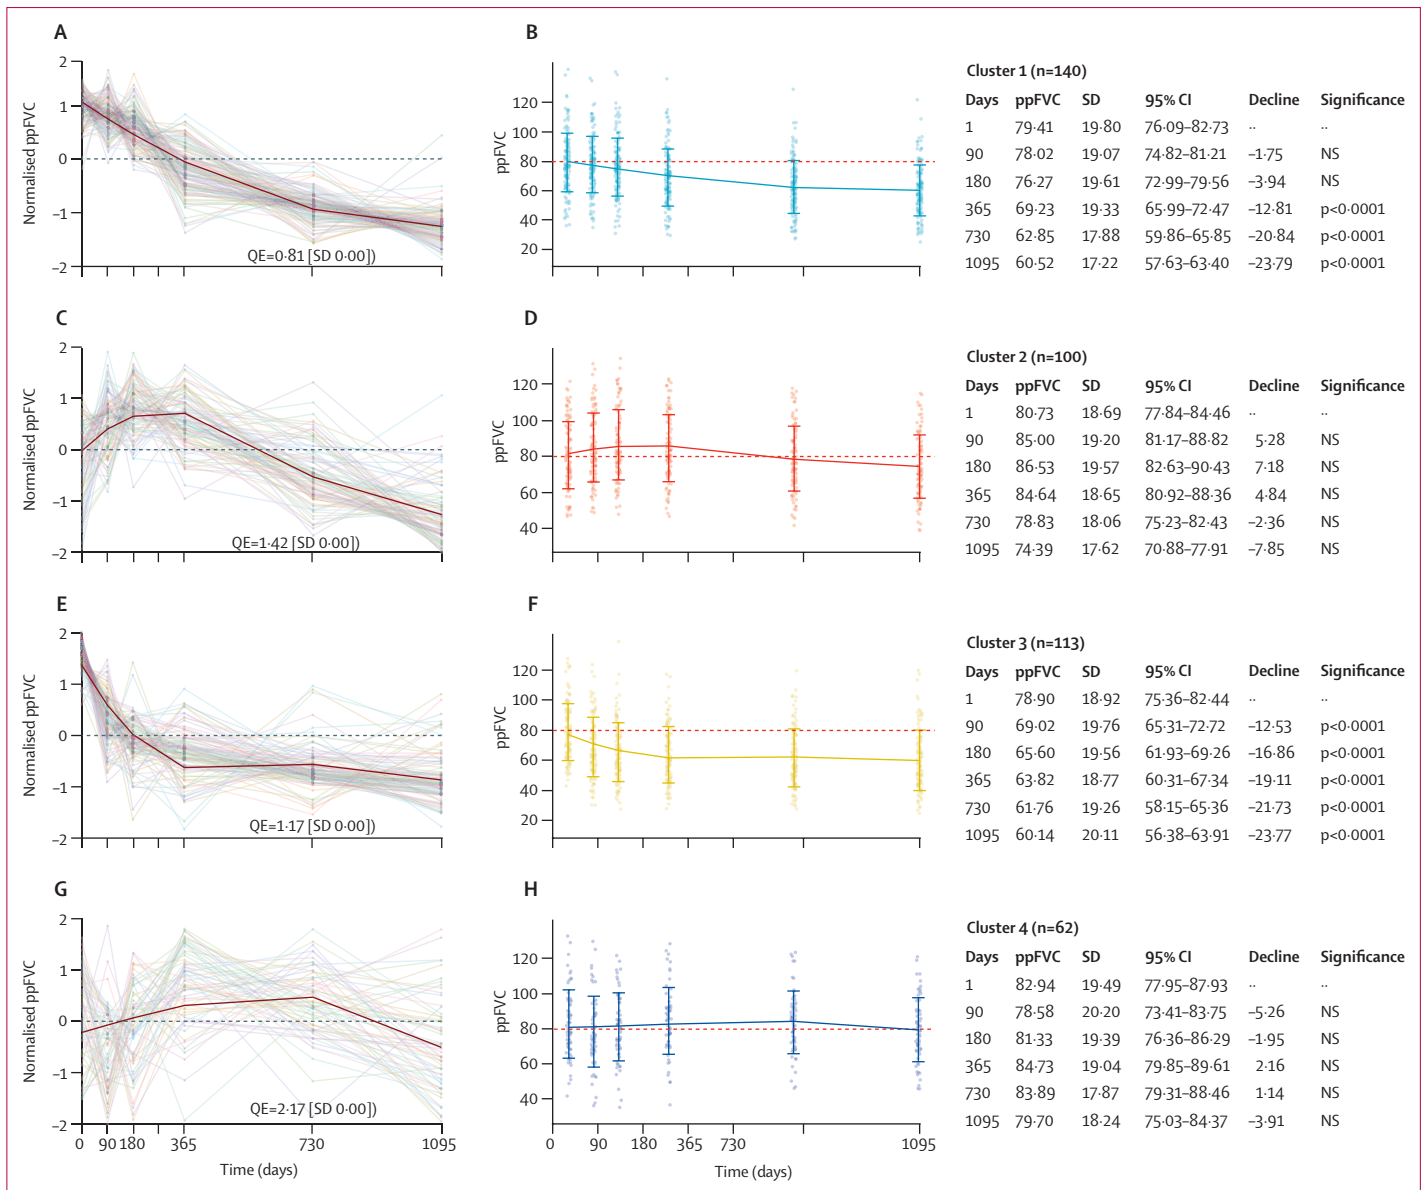 A
2
1
0
−1
−2
Normalised ppFVC
QE=0·81 [SD 0·00])
B
120
100
80
60
40
20
ppFVC
Cluster 1 (n=140)
Days ppFVC SD 95% CI Decline Significance
1 79·41 19·80 76·09–82·73 ·· ··
90 78·02 19·07 74·82–81·21 −1·75 NS
180 76·27 19·61 72·99–79·56 −3·94 NS
365 69·23 19·33 65·99–72·47 −12·81 p<0·0001
730 62·85 17·88 59·86–65·85 −20·84 p<0·0001
1095 60·52 17·22 57·63–63·40 −23·79 p<0·0001
C
2
1
0
−1
−2
Normalised ppFVC
QE=1·42 [SD 0·00])
D
120
100
80
60
40
ppFVC
Cluster 2 (n=100)
Days ppFVC SD 95% CI Decline Significance
1 80·73 18·69 77·84–84·46 ·· ··
90 85·00 19·20 81·17–88·82 5·28 NS
180 86·53 19·57 82·63–90·43 7·18 NS
365 84·64 18·65 80·92–88·36 4·84 NS
730 78·83 18·06 75·23–82·43 −2·36 NS
1095 74·39 17·62 70·88–77·91 −7·85 NS
E
2
1
0
−1
−2
Normalised ppFVC
QE=1·17 [SD 0·00])
F
120
100
80
60
40
20
ppFVC
Cluster 3 (n=113)
Days ppFVC SD 95% CI Decline Significance
1 78·90 18·92 75·36–82·44 ·· ··
90 69·02 19·76 65·31–72·72 −12·53 p<0·0001
180 65·60 19·56 61·93–69·26 −16·86 p<0·0001
365 63·82 18·77 60·31–67·34 −19·11 p<0·0001
730 61·76 19·26 58·15–65·36 −21·73 p<0·0001
1095 60·14 20·11 56·38–63·91 −23·77 p<0·0001
G
2
1
0
−1
−2
Normalised ppFVC
QE=2·17 [SD 0·00])
0 90 180 365 730 1095
Time (days)
H
120
100
80
60
40
ppFVC
0 90 180 365 730 1095
Time (days)
Cluster 4 (n=62)
Days ppFVC SD 95% CI Decline Significance
1 82·94 19·49 77·95–87·93 ·· ··
90 78·58 20·20 73·41–83·75 −5·26 NS
180 81·33 19·39 76·36–86·29 −1·95 NS
365 84·73 19·04 79·85–89·61 2·16 NS
730 83·89 17·87 79·31–88·46 1·14 NS
1095 79·70 18·24 75·03–84·37 −3·91 NS